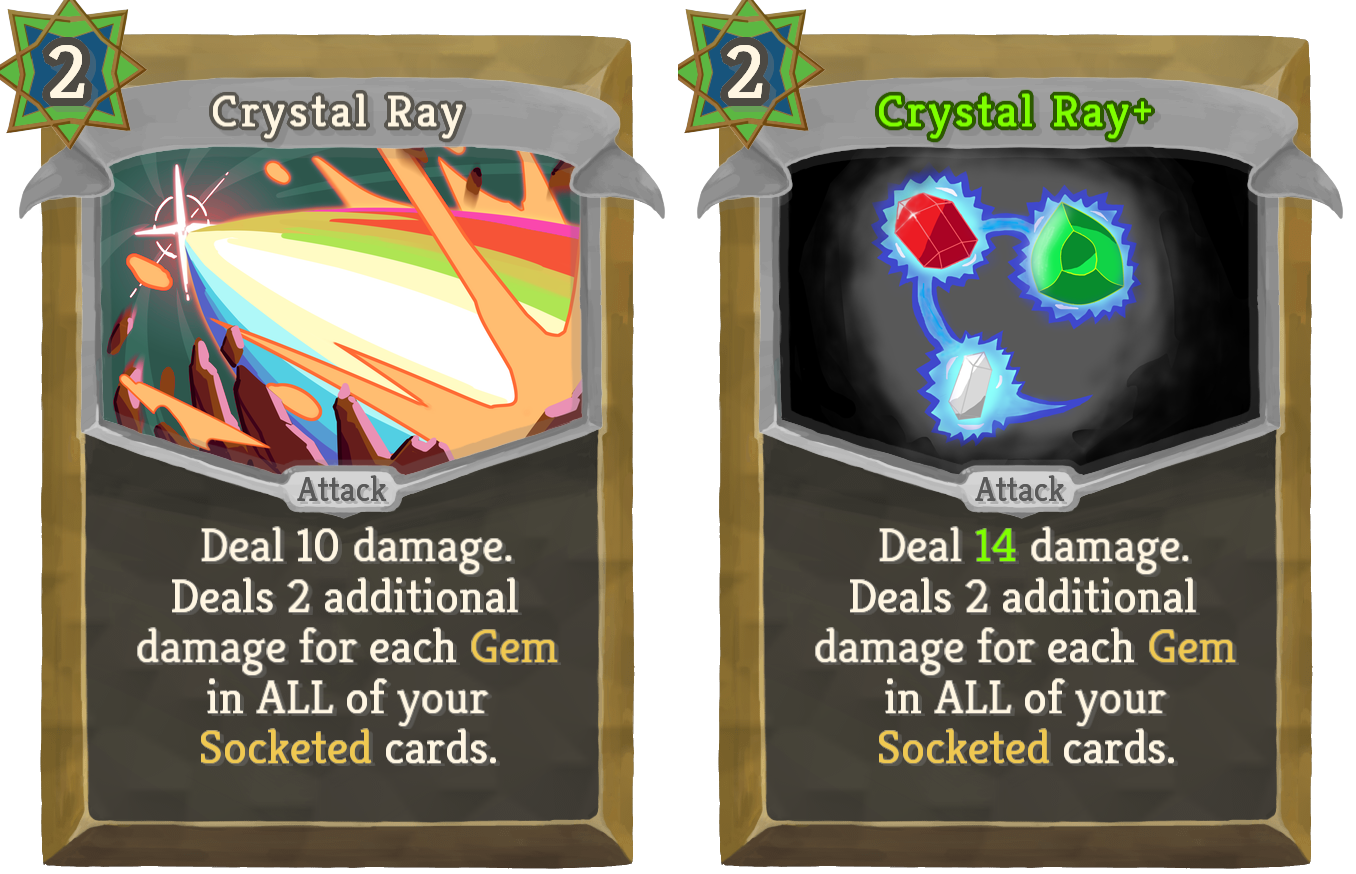 2
Crystal Ray
Attack
Deal 10 damage.
Deals 2 additional
damage for each Gem
in ALL of your
Socketed cards.
2
Crystal Ray+
Attack
Deal 14 damage.
Deals 2 additional
damage for each Gem
in ALL of your
Socketed cards.